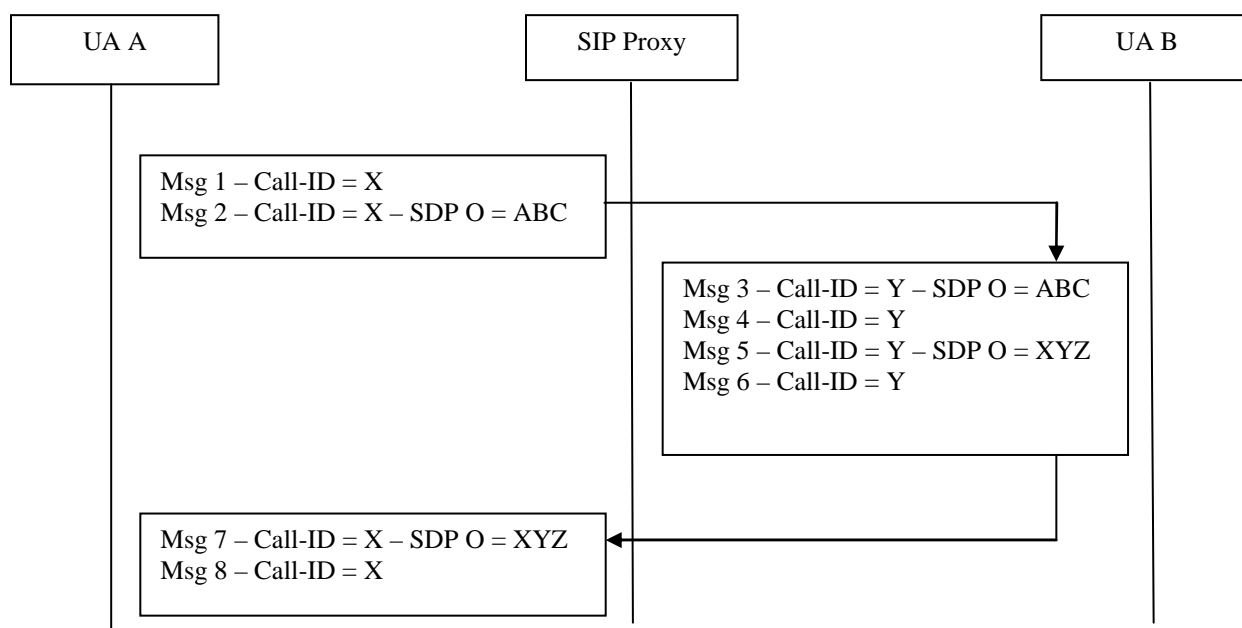 UA A
SIP Proxy
UA B
Msg 1 – Call-ID = X
Msg 2 – Call-ID = X – SDP O = ABC
Msg 3 – Call-ID = Y – SDP O = ABC
Msg 4 – Call-ID = Y
Msg 5 – Call-ID = Y – SDP O = XYZ
Msg 6 – Call-ID = Y
Msg 7 – Call-ID = X – SDP O = XYZ
Msg 8 – Call-ID = X